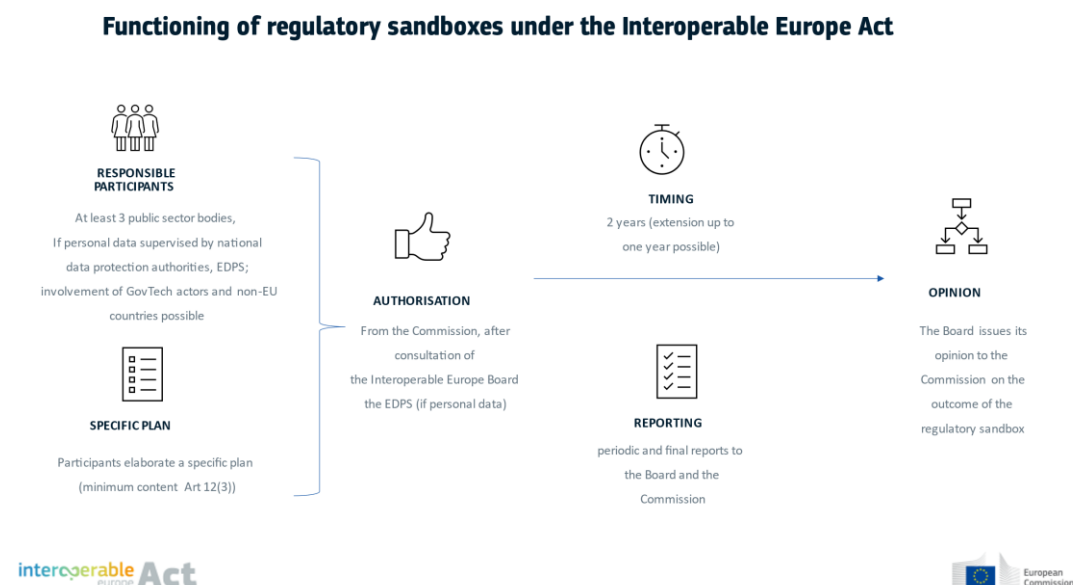 Functioning of regulatory sandboxes under the Interoperable Europe Act
RESPONSIBLE
PARTICIPANTS
At least 3 public sector bodies,
If personal data supervised by national
data protection authorities, EDPS;
involvement of GovTech actors and non-EU
countries possible
SPECIFIC PLAN
Participants elaborate a specific plan
(minimum content Art 12(3))
AUTHORISATION
From the Commission, after
consultation of
the Interoperable Europe Board
the EDPS (if personal data)
TIMING
2 years (extension up to
one year possible)
REPORTING
periodic and final reports to
the Board and the
Commission
OPINION
The Board issues its
opinion to the
Commission on the
outcome of the
regulatory sandbox
interoperable
europe
Act
European
Commission